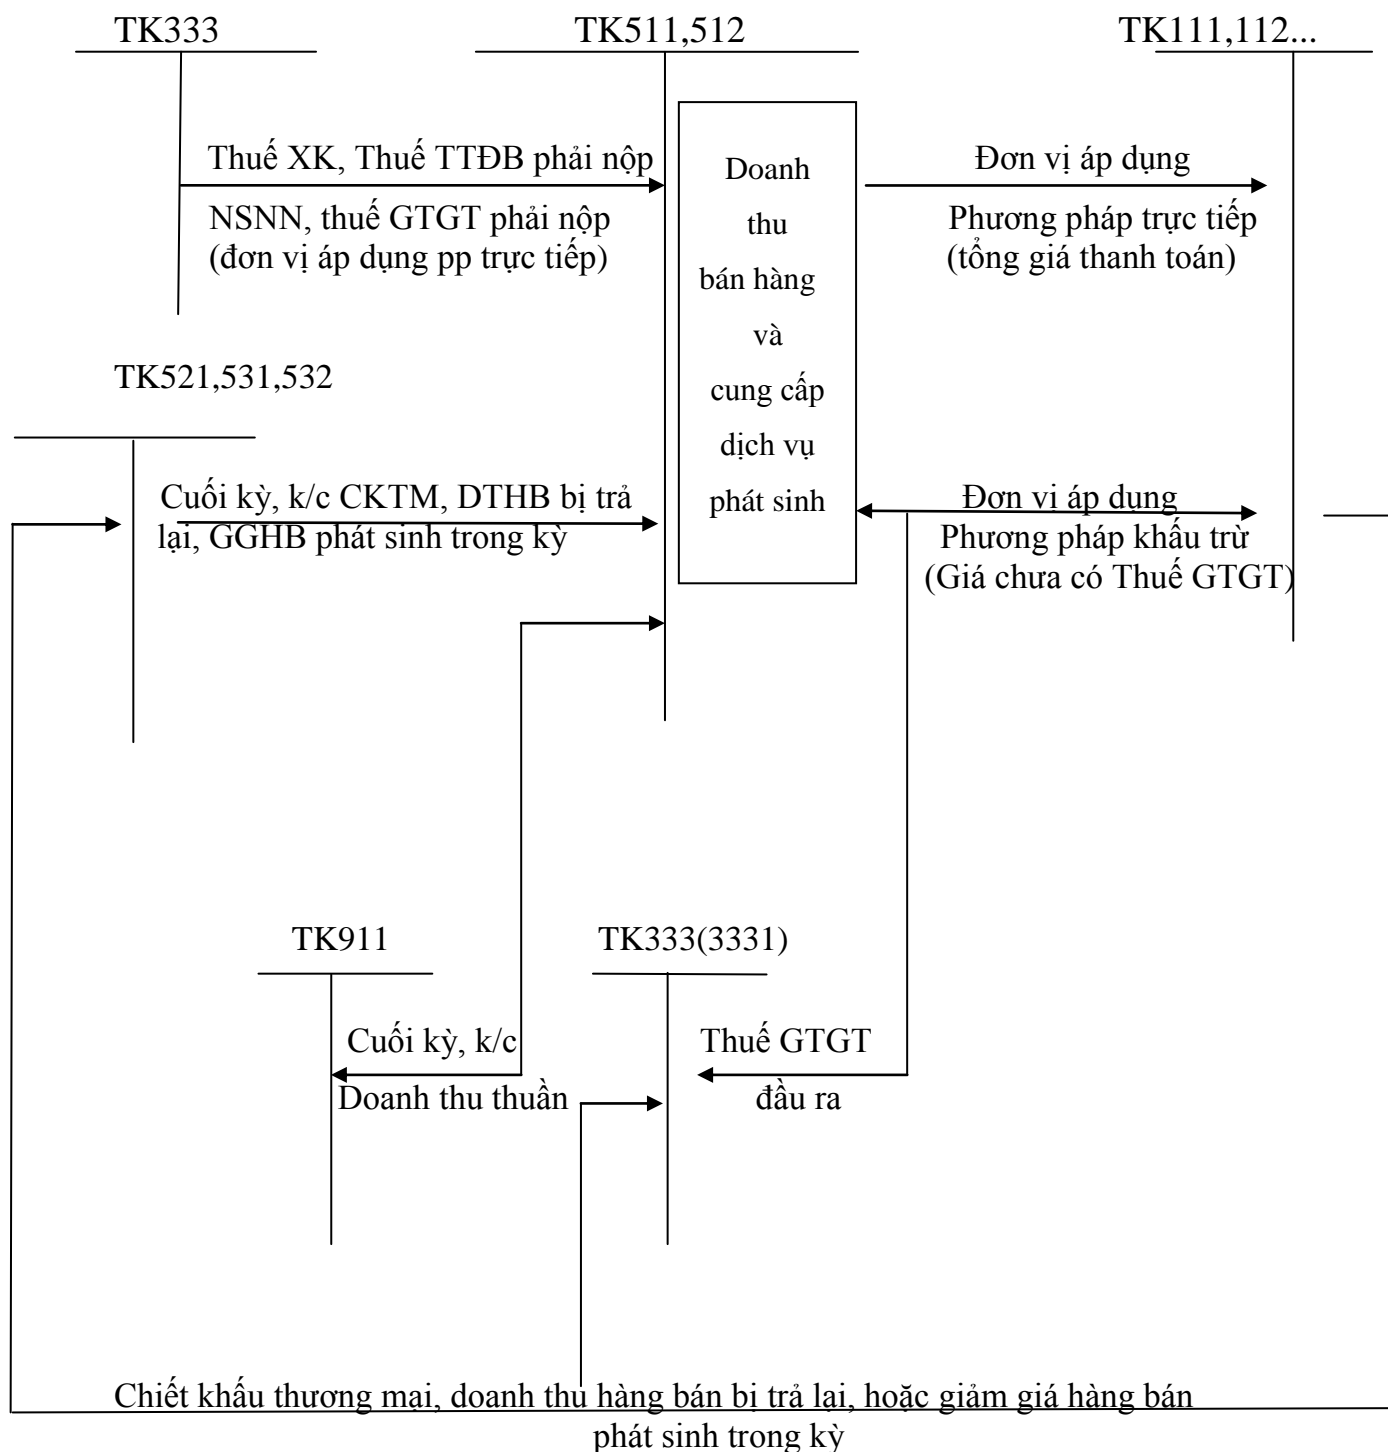 TK333
TK511,512
TK111,112...
Thuế XK, Thuế TTĐB phải nộp
NSNN, thuế GTGT phải nộp
(đơn vị áp dụng pp trực tiếp)
Doanh
thu
bán hàng
và
cung cấp
dịch vụ
phát sinh
Đơn vị áp dụng
Phương pháp trực tiếp
(tổng giá thanh toán)
TK521,531,532
Cuối kỳ, k/c CKTM, DTHB bị trả
lại, GGHB phát sinh trong kỳ
Đơn vị áp dụng
Phương pháp khấu trừ
(Giá chưa có Thuế GTGT)
TK911
TK333(3331)
Cuối kỳ, k/c
Doanh thu thuần
Thuế GTGT
đầu ra
Chiết khấu thương mại, doanh thu hàng bán bị trả lại, hoặc giảm giá hàng bán
phát sinh trong kỳ